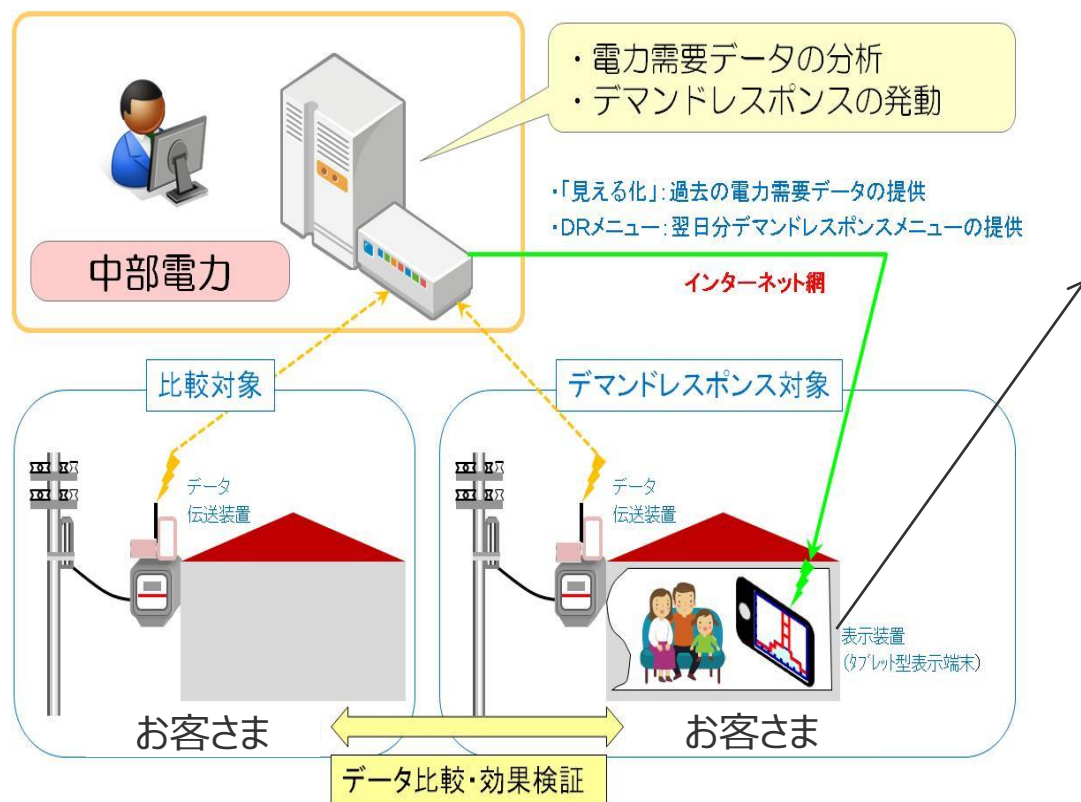 ・電力需要データの分析
・デマンドレスポンスの発動
・「見える化」：過去の電力需要データの提供
・DRメニュー：翌日分デマンドレスポンスメニューの提供
中部電力
インターネット網
比較対象
デマンドレスポンス対象
データ
伝送装置
データ
伝送装置
表示装置
(タブレット型表示端末)
お客さま
お客さま
データ比較・効果検証